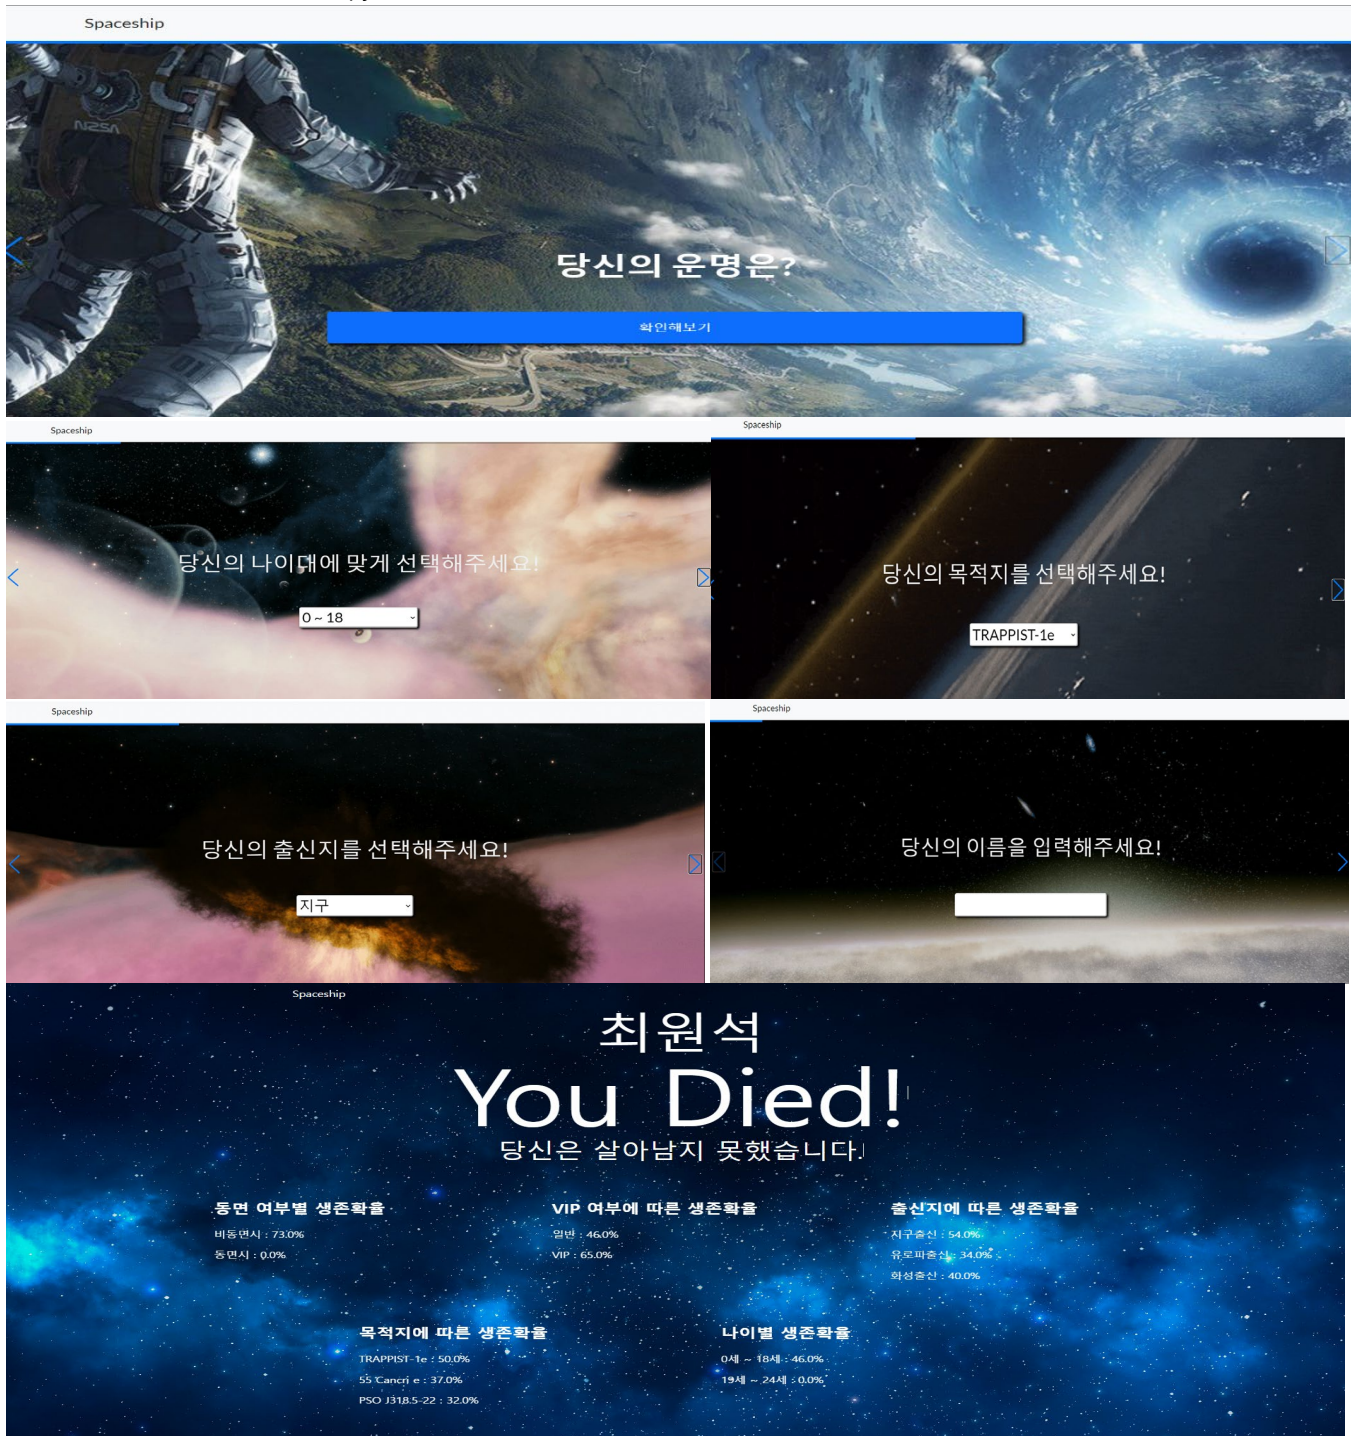 Spaceship
NASA
당신의 운명은?
확인해보기
Spaceship
당신의 나이대에 맞게 선택해주세요!
0 ~ 18
Spaceship
당신의 목적지를 선택해주세요!
TRAPPIST-1e
Spaceship
당신의 출신지를 선택해주세요!
지구
Spaceship
당신의 이름을 입력해주세요!
Spaceship
최원석
You Died!
당신은 살아남지 못했습니다.
동면 여부별 생존확율
비동면시 : 73.0%
동면시 : 0.0%
VIP 여부에 따른 생존확율
일반 : 46.0%
VIP : 65.0%
출신지에 따른 생존확율
지구출신 : 54.0%
유로파출신 : 34.0%
화성출신 : 40.0%
목적지에 따른 생존확율
TRAPPIST-1e : 50.0%
55 Cancri e : 37.0%
PSO J318.5-22 : 32.0%
나이별 생존확율
0세 ~ 18세 : 46.0%
19세 ~ 24세 : 0.0%